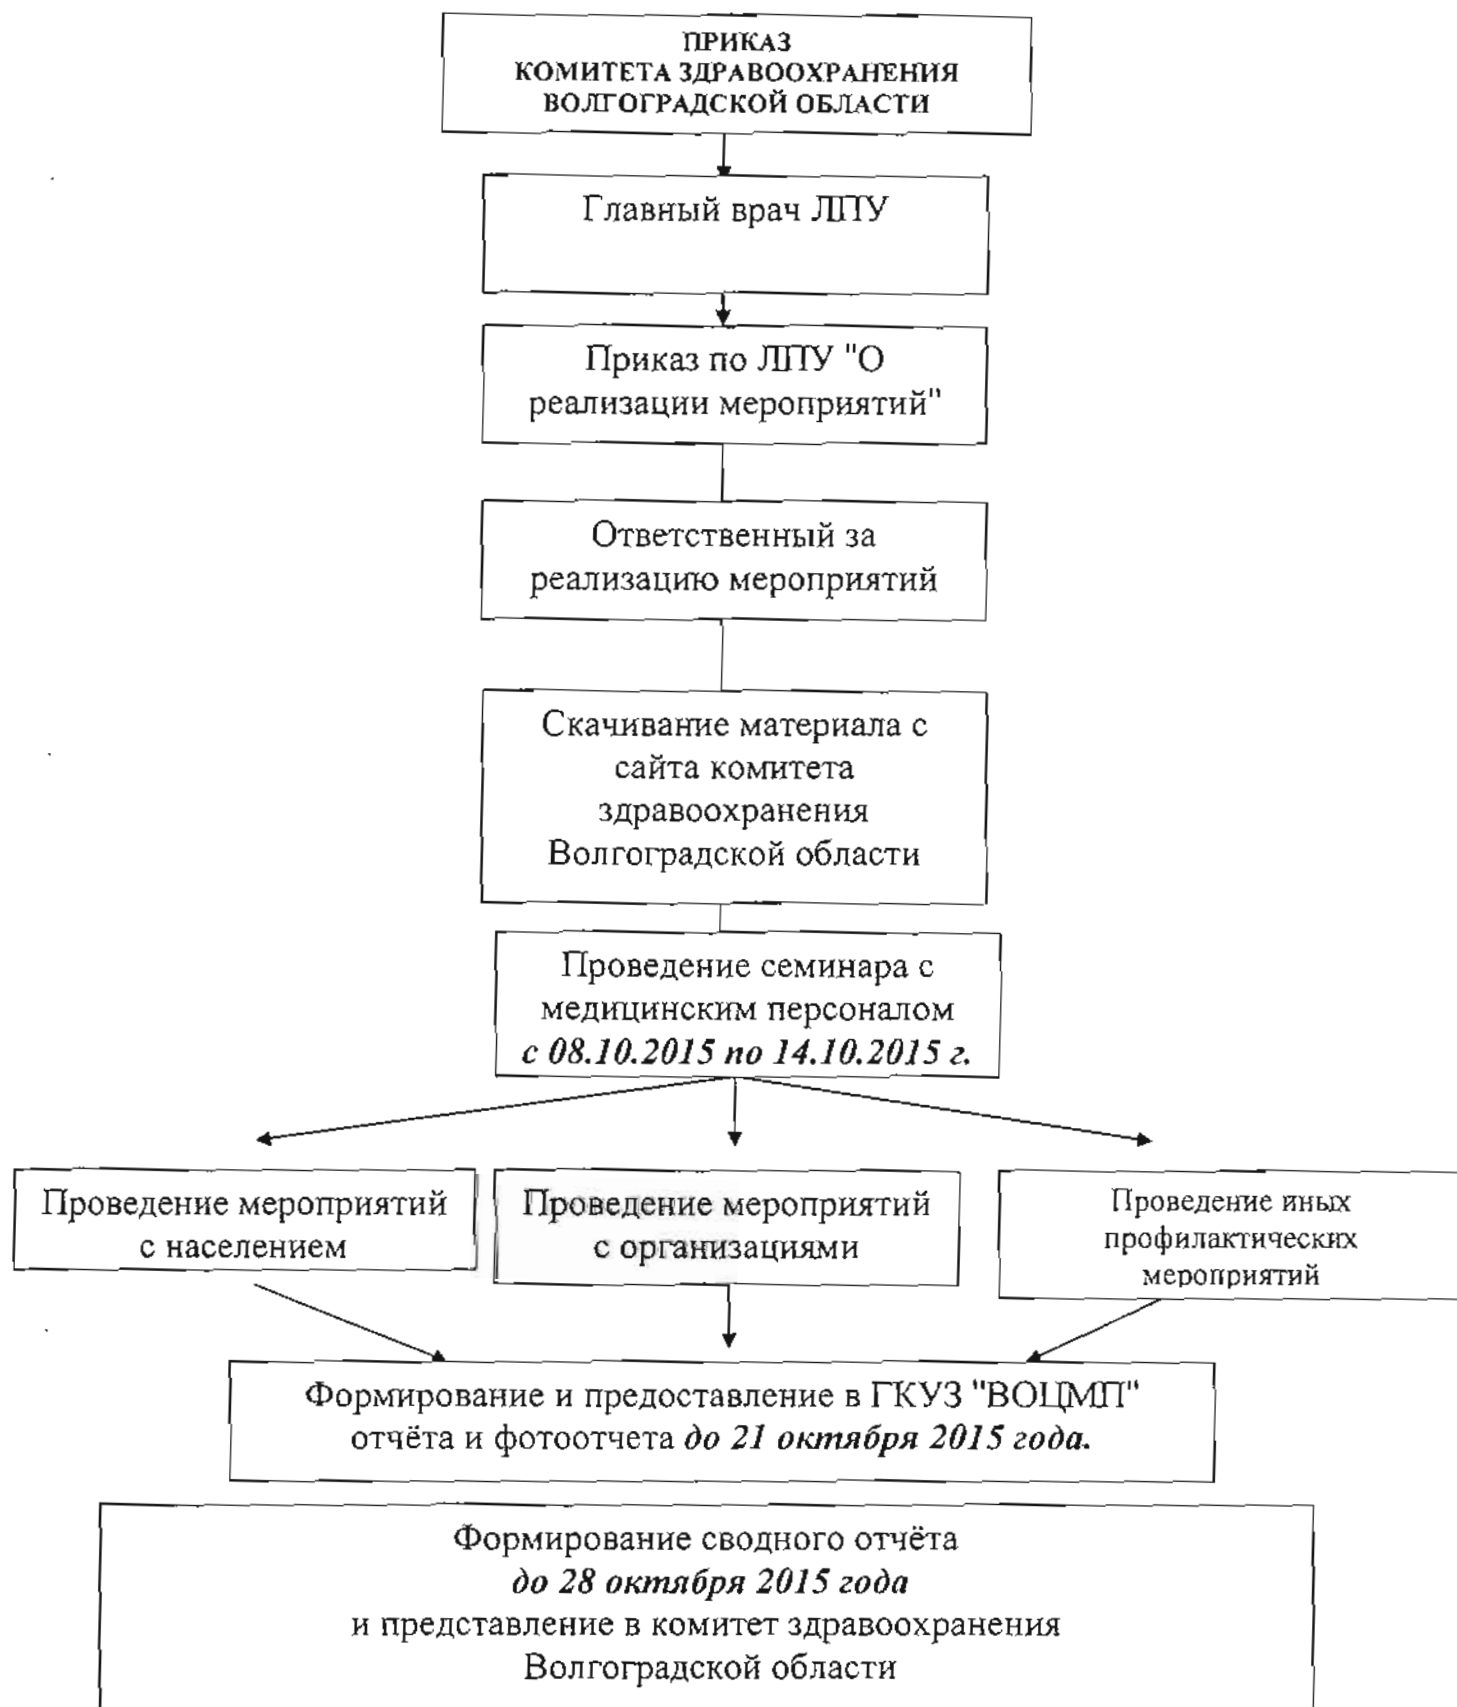 ПРИКАЗ
КОМИТЕТА ЗДРАВООХРАНЕНИЯ
ВОЛГОГРАДСКОЙ ОБЛАСТИ
Главный врач ЛПУ
Приказ по ЛПУ "О
реализации мероприятий"
Ответственный за
реализацию мероприятий
Скачивание материала с
сайта комитета
здравоохранения
Волгоградской области
Проведение семинара с
медицинским персоналом
с 08.10.2015 по 14.10.2015 г.
Проведение мероприятий
с населением
Проведение мероприятий
с организациями
Проведение иных
профилактических
мероприятий
Формирование и предоставление в ГКУЗ "ВОЦМП"
отчёта и фотоотчета до 21 октября 2015 года.
Формирование сводного отчёта
до 28 октября 2015 года
и представление в комитет здравоохранения
Волгоградской области